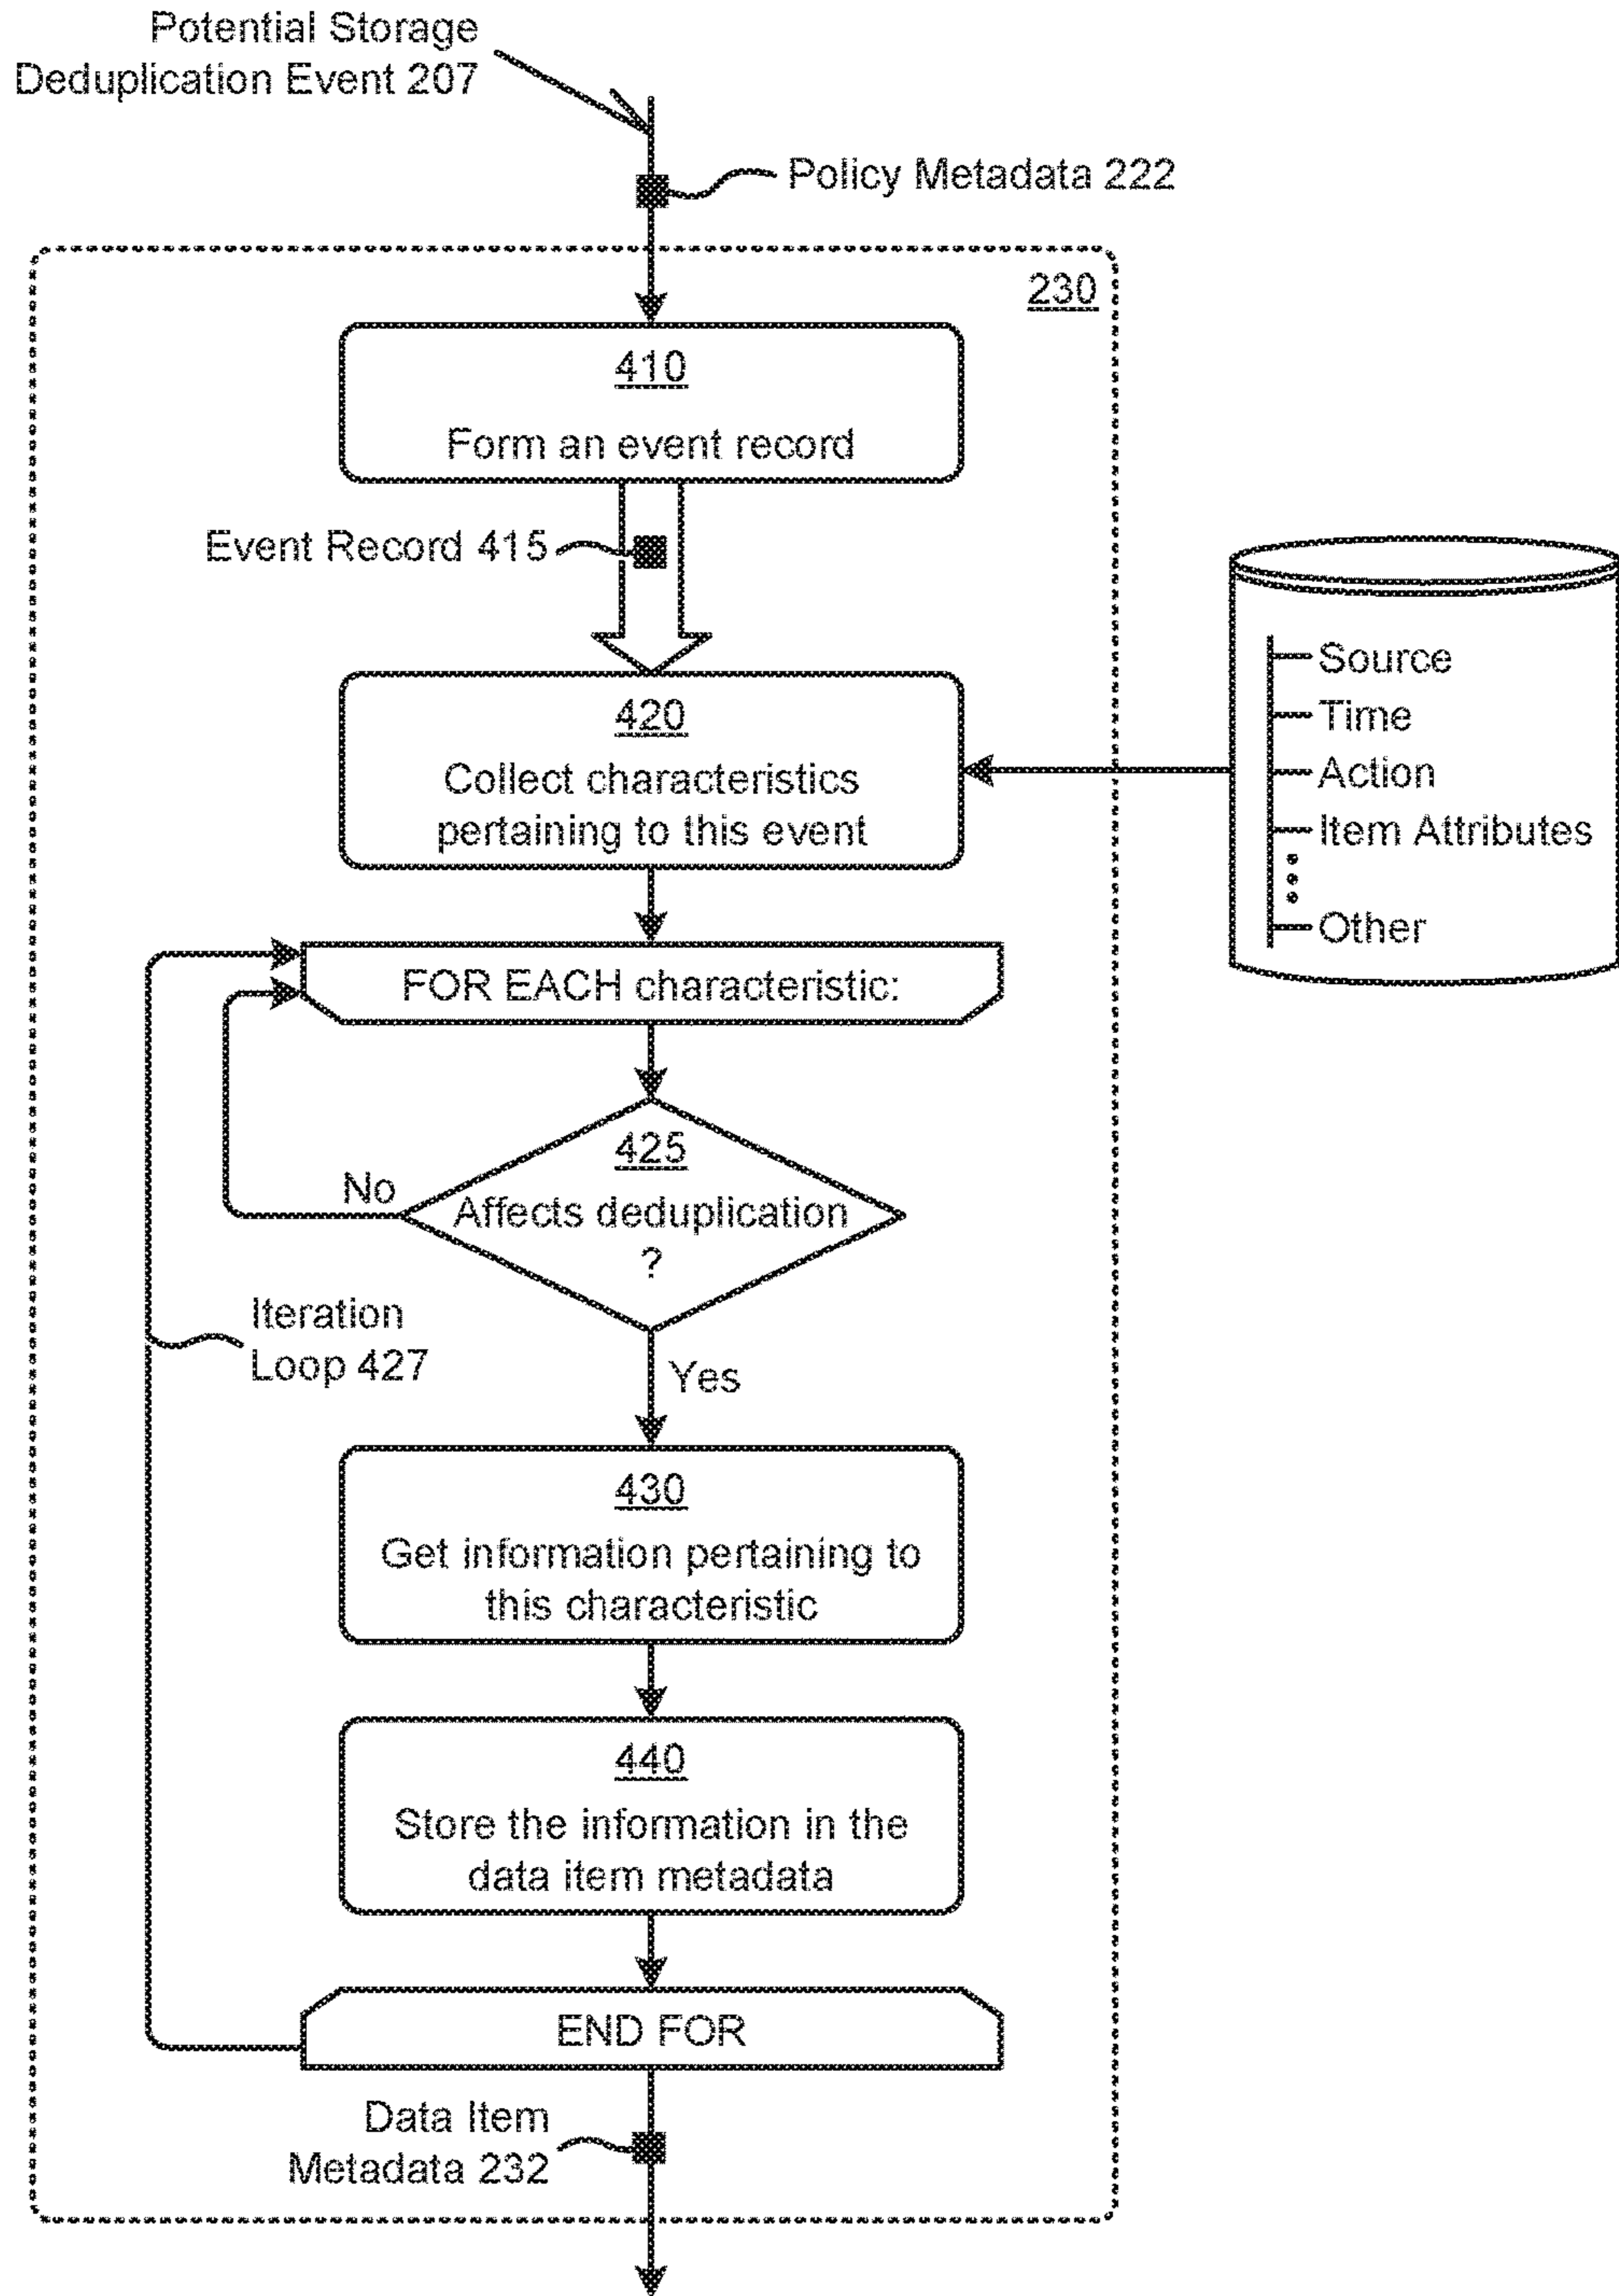 Potential Storage
Deduplication Event 207
Policy Metadata 222
230
410
Form an event record
Event Record 415
420
Collect characteristics
pertaining to this event
Source
Time
Action
Item Attributes
Other
FOR EACH characteristic:
425
Affects deduplication
?
No
Iteration
Loop 427
Yes
430
Get information pertaining to
this characteristic
440
Store the information in the
data item metadata
END FOR
Data Item
Metadata 232